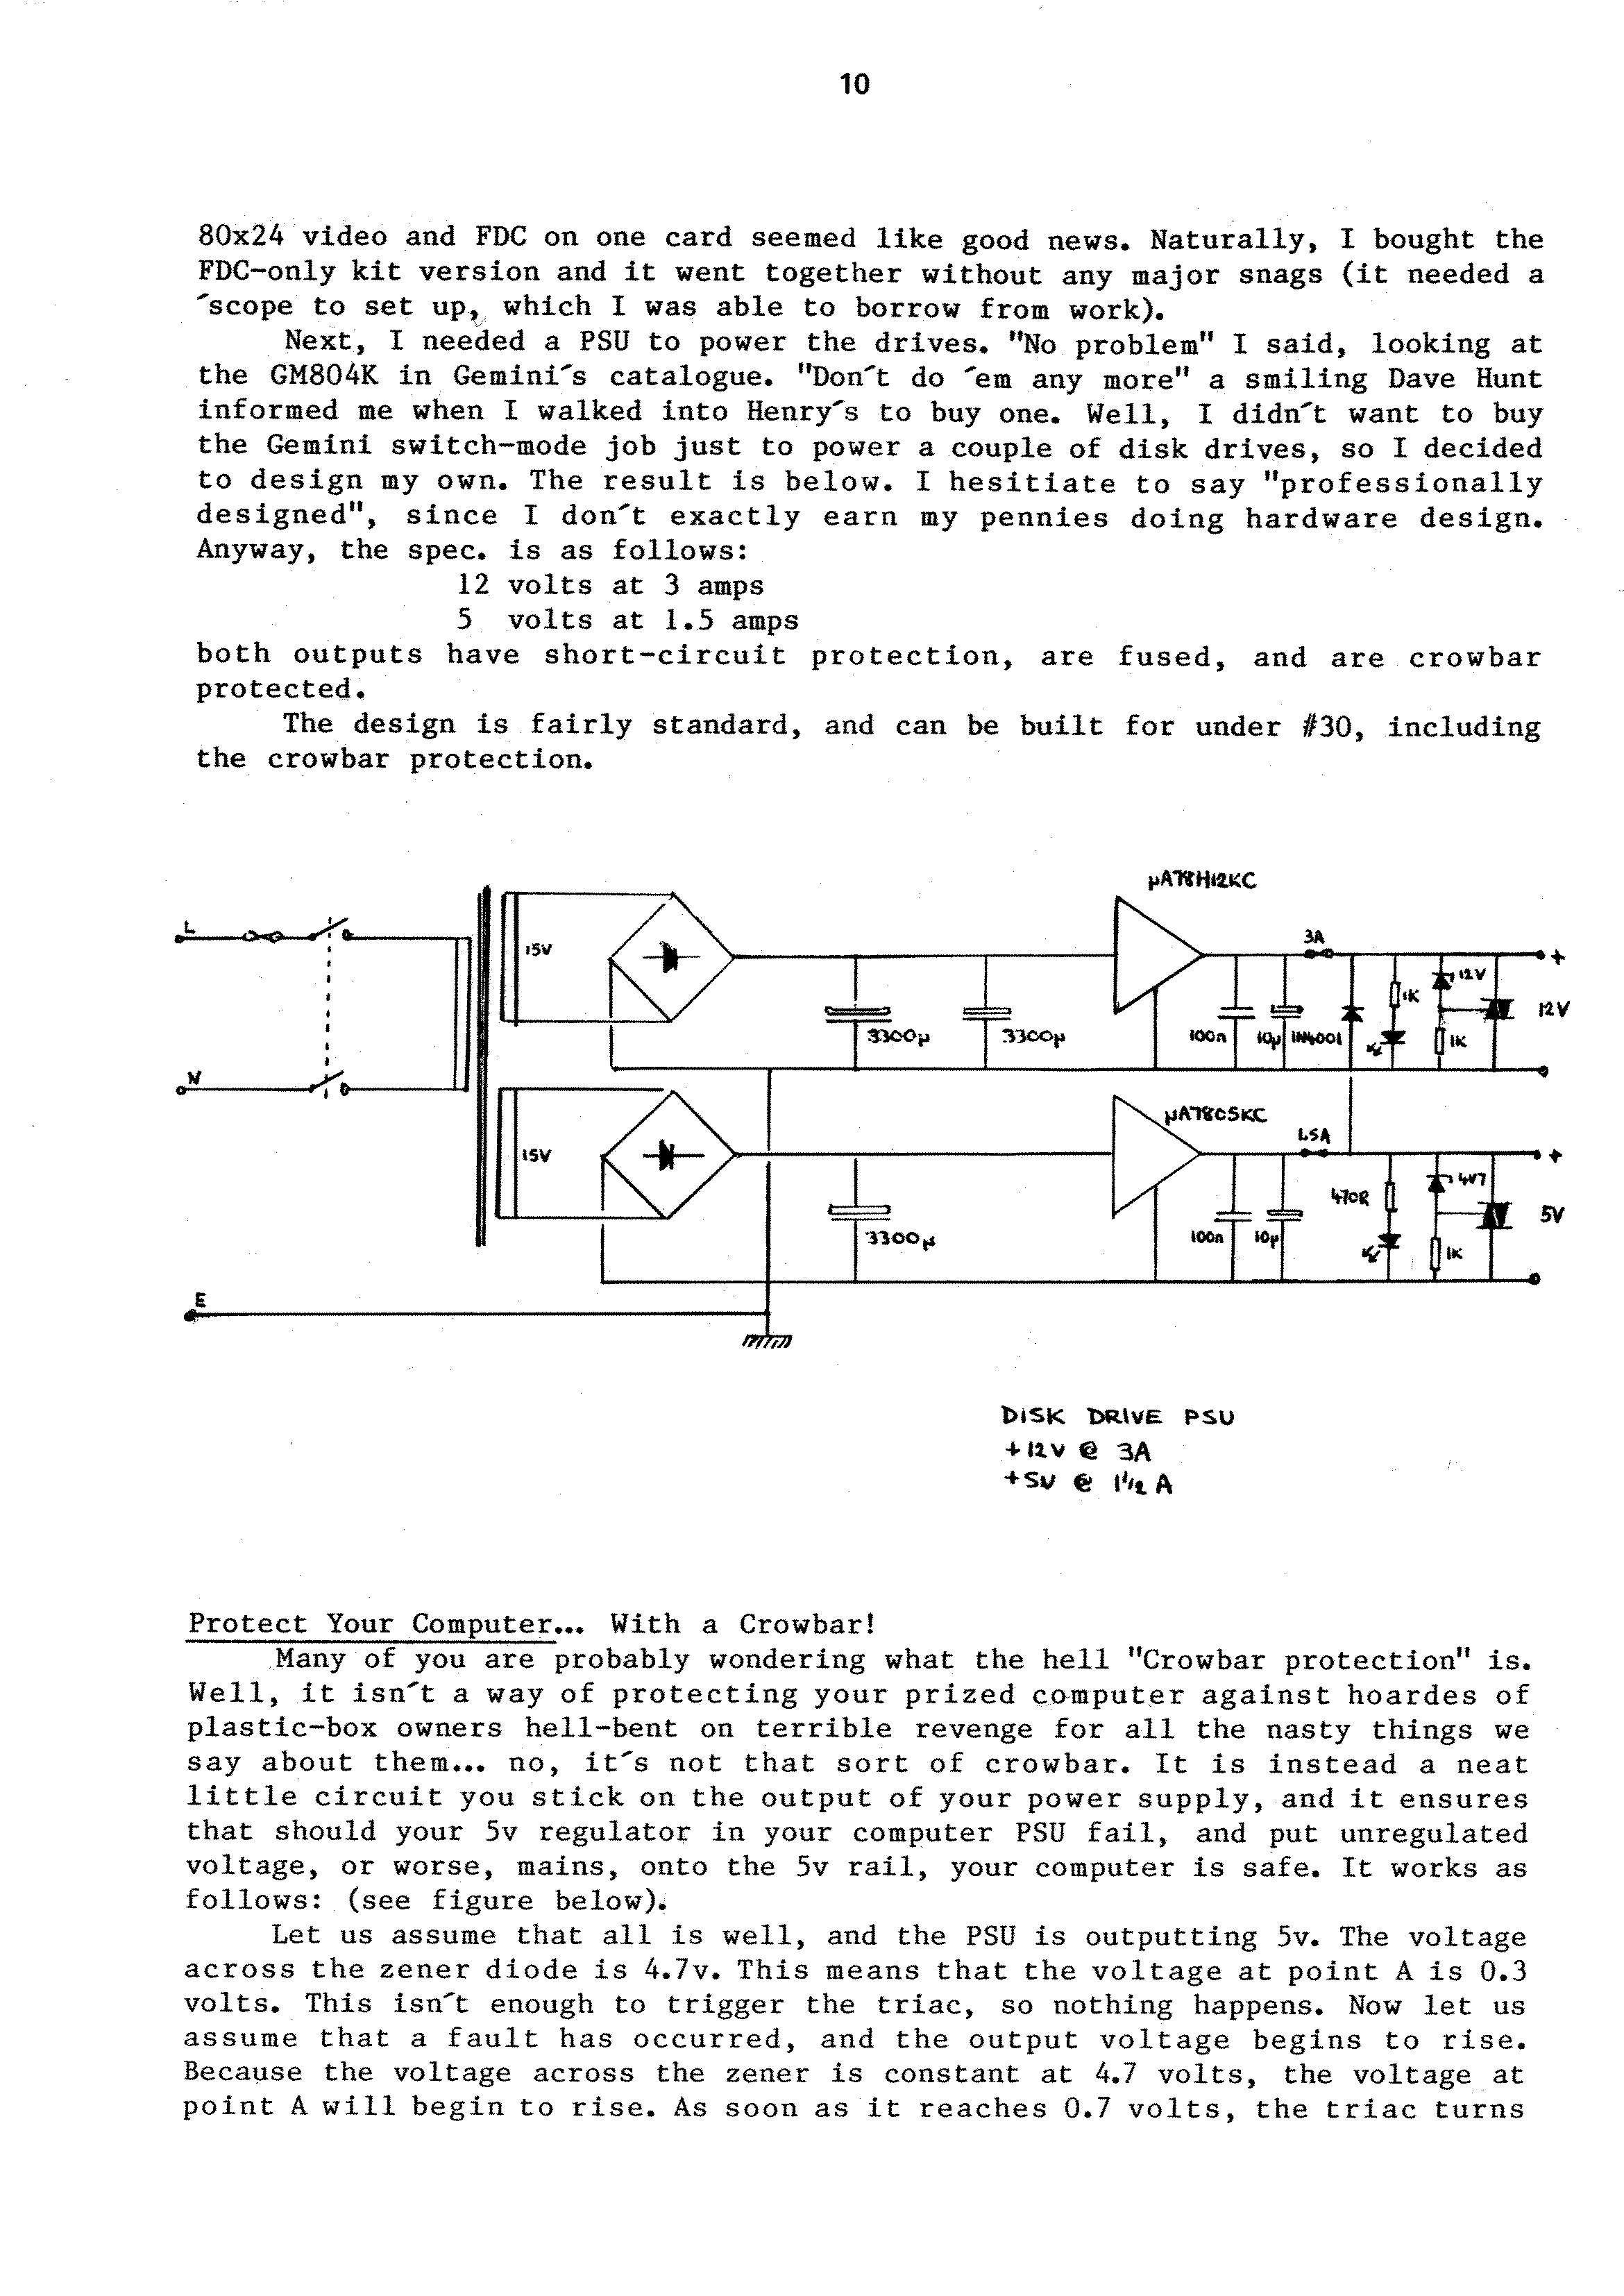 10
80x24 video and FDC on one card seemed like good news. Naturally, I bought the
FDC-only kit version and it went together without any major snags (it needed a
´scope to set up, which I was able to borrow from work).
Next, I needed a PSU to power the drives. "No problem" I said, looking at
the GM804K in Gemini´s catalogue. "Don´t do ´em any more" a smiling Dave Hunt
informed me when I walked into Henry´s to buy one. Well, I didn´t want to buy
the Gemini switch-mode job just to power a couple of disk drives, so I decided
to design my own. The result is below. I hesitiate to say "professionally
designed", since I don´t exactly earn my pennies doing hardware design.
Anyway, the spec. is as follows:
12 volts at 3 amps
5 volts at 1.5 amps
both outputs have short-circuit protection, are fused, and are crowbar
protected.
The design is fairly standard, and can be built for under #30, including
the crowbar protection.
µA78H12KC
L
15V
3A
12V
1K
3300µ
3300µ
100n
10µ
1N4001
1K
12V
N
µA7805KC
15V
1.5A
4V7
470R
5V
3300µ
100n
10µ
1K
E
DISK DRIVE PSU
+12V @ 3A
+5V @ 1½ A
Protect Your Computer... With a Crowbar!
Many of you are probably wondering what the hell "Crowbar protection" is.
Well, it isn´t a way of protecting your prized computer against hoardes of
plastic-box owners hell-bent on terrible revenge for all the nasty things we
say about them... no, it´s not that sort of crowbar. It is instead a neat
little circuit you stick on the output of your power supply, and it ensures
that should your 5v regulator in your computer PSU fail, and put unregulated
voltage, or worse, mains, onto the 5v rail, your computer is safe. It works as
follows: (see figure below).
Let us assume that all is well, and the PSU is outputting 5v. The voltage
across the zener diode is 4.7v. This means that the voltage at point A is 0.3
volts. This isn´t enough to trigger the triac, so nothing happens. Now let us
assume that a fault has occurred, and the output voltage begins to rise.
Because the voltage across the zener is constant at 4.7 volts, the voltage at
point A will begin to rise. As soon as it reaches 0.7 volts, the triac turns